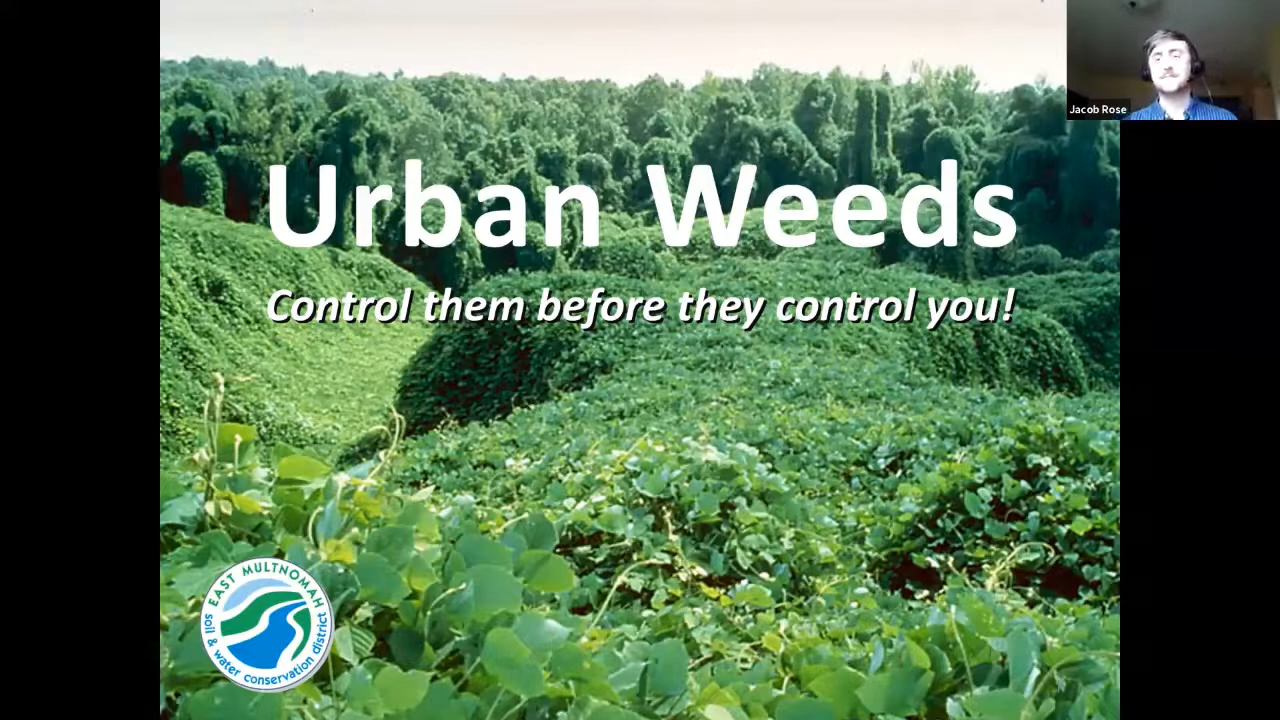 Jacob Rose
Urban Weeds
Control them before they control you!
EAST MULTNOMAH
soil & water conservation district